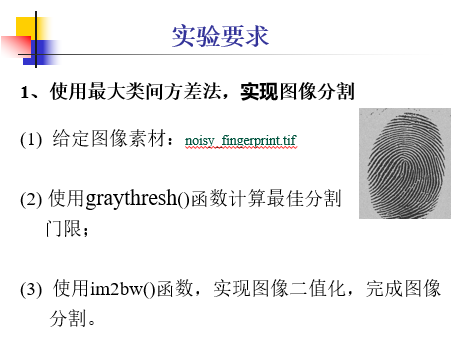 实验要求
1、使用最大类间方差法，实现图像分割
(1) 给定图像素材：noisy_fingerprint.tif
(2) 使用graythresh()函数计算最佳分割
门限；
(3) 使用im2bw()函数，实现图像二值化，完成图像
分割。